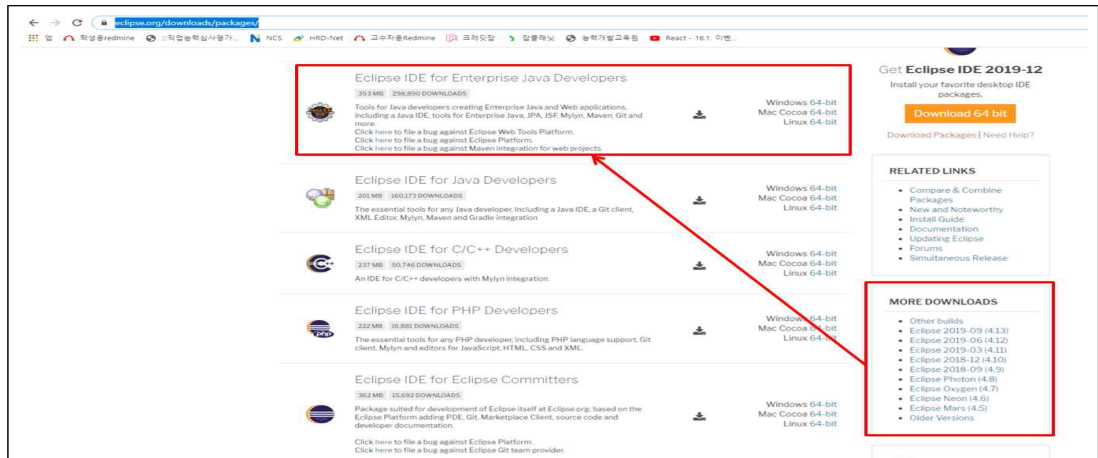 eclipse.org/downloads/packages/
앱
학생용redmine
:::직업능력심사평가...
NCS
HRD-Net
교수자용Redmine
크레딧잡
잡플래닛
능력개발교육원
React - 16.1. 이벤...
Eclipse IDE for Enterprise Java Developers
353 MB 298,890 DOWNLOADS
Tools for Java developers creating Enterprise Java and Web applications,
including a Java IDE, tools for Enterprise Java, JPA, JSF, Mylyn, Maven, Git and
more.
Click here to file a bug against Eclipse Web Tools Platform.
Click here to file a bug against Eclipse Platform.
Click here to file a bug against Maven integration for web projects.
Windows 64-bit
Mac Cocoa 64-bit
Linux 64-bit
Eclipse IDE for Java Developers
201 MB 160,173 DOWNLOADS
The essential tools for any Java developer, including a Java IDE, a Git client,
XML Editor, Mylyn, Maven and Gradle integration
Windows 64-bit
Mac Cocoa 64-bit
Linux 64-bit
Eclipse IDE for C/C++ Developers
237 MB 50,746 DOWNLOADS
An IDE for C/C++ developers with Mylyn integration.
Windows 64-bit
Mac Cocoa 64-bit
Linux 64-bit
Eclipse IDE for PHP Developers
222 MB 16,881 DOWNLOADS
The essential tools for any PHP developer, including PHP language support, Git
client, Mylyn and editors for JavaScript, HTML, CSS and XML.
Windows 64-bit
Mac Cocoa 64-bit
Linux 64-bit
Eclipse IDE for Eclipse Committers
362 MB 15,692 DOWNLOADS
Package suited for development of Eclipse itself at Eclipse.org; based on the
Eclipse Platform adding PDE, Git, Marketplace Client, source code and
developer documentation.
Click here to file a bug against Eclipse Platform.
Click here to file a bug against Eclipse Git team provider.
Windows 64-bit
Mac Cocoa 64-bit
Linux 64-bit
Get Eclipse IDE 2019-12
Install your favorite desktop IDE
packages.
Download 64 bit
Download Packages | Need Help?
RELATED LINKS
Compare & Combine
Packages
New and Noteworthy
Install Guide
Documentation
Updating Eclipse
Forums
Simultaneous Release
MORE DOWNLOADS
Other builds
Eclipse 2019-09 (4.13)
Eclipse 2019-06 (4.12)
Eclipse 2019-03 (4.11)
Eclipse 2018-12 (4.10)
Eclipse 2018-09 (4.9)
Eclipse Photon (4.8)
Eclipse Oxygen (4.7)
Eclipse Neon (4.6)
Eclipse Mars (4.5)
Older Versions